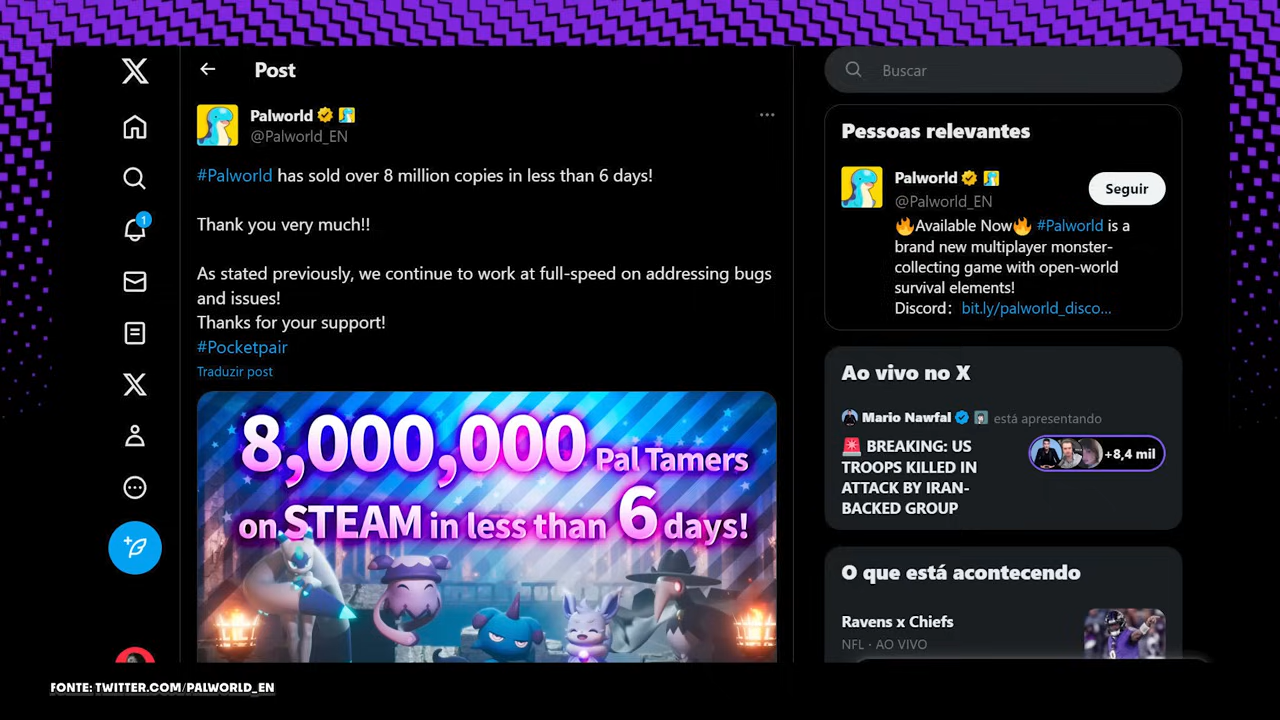 Post
Palworld
@Palworld_EN
#Palworld has sold over 8 million copies in less than 6 days!
Thank you very much!!
As stated previously, we continue to work at full-speed on addressing bugs
and issues!
Thanks for your support!
#Pocketpair
Traduzir post
8,000,000 Pal Tamers
on STEAM in less than 6 days!
1
Buscar
Pessoas relevantes
Palworld
@Palworld_EN
Seguir
🔥Available Now🔥 #Palworld is a
brand new multiplayer monster-
collecting game with open-world
survival elements!
Discord： bit.ly/palworld_disco...
Ao vivo no X
Mario Nawfal está apresentando
🚨 BREAKING: US
TROOPS KILLED IN
ATTACK BY IRAN-
BACKED GROUP
+8,4 mil
O que está acontecendo
Ravens x Chiefs
NFL · AO VIVO
FONTE: TWITTER.COM/PALWORLD_EN